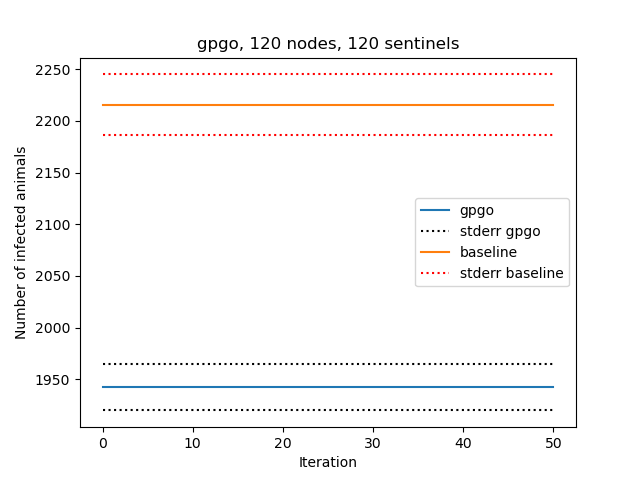 gpgo, 120 nodes, 120 sentinels
Number of infected animals
2250
2200
2150
2100
2050
2000
1950
gpgo
stderr gpgo
baseline
stderr baseline
0 10 20 30 40 50
Iteration